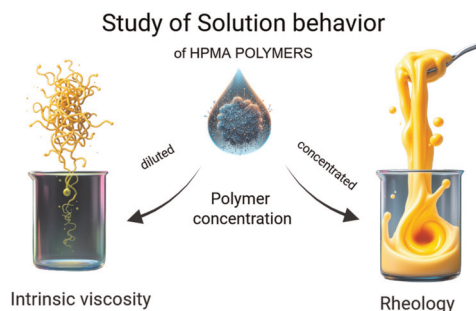 Study of Solution behavior
of HPMA POLYMERS
diluted
concentrated
Polymer
concentration
Intrinsic viscosity
Rheology